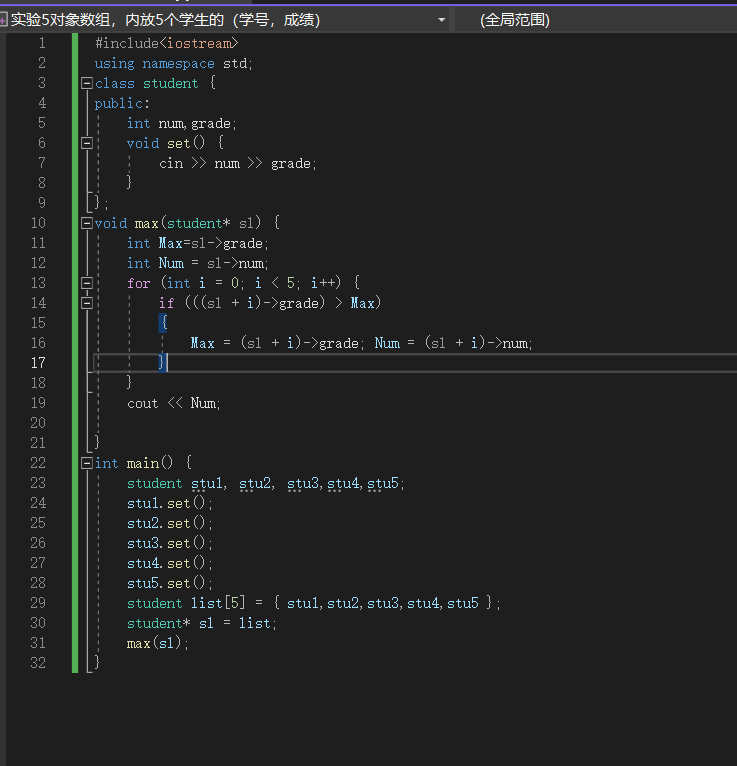 实验5对象数组，内放5个学生的（学号，成绩） (全局范围)
1 #include<iostream>
2 using namespace std;
3 class student {
4 public:
5 int num,grade;
6 void set() {
7 cin >> num >> grade;
8 }
9 };
10 void max(student* s1) {
11 int Max=s1->grade;
12 int Num = s1->num;
13 for (int i = 0; i < 5; i++) {
14 if (((s1 + i)->grade) > Max)
15 {
16 Max = (s1 + i)->grade; Num = (s1 + i)->num;
17 }
18 }
19 cout << Num;
20
21 }
22 int main() {
23 student stu1, stu2, stu3,stu4,stu5;
24 stu1.set();
25 stu2.set();
26 stu3.set();
27 stu4.set();
28 stu5.set();
29 student list[5] = { stu1,stu2,stu3,stu4,stu5 };
30 student* s1 = list;
31 max(s1);
32 }